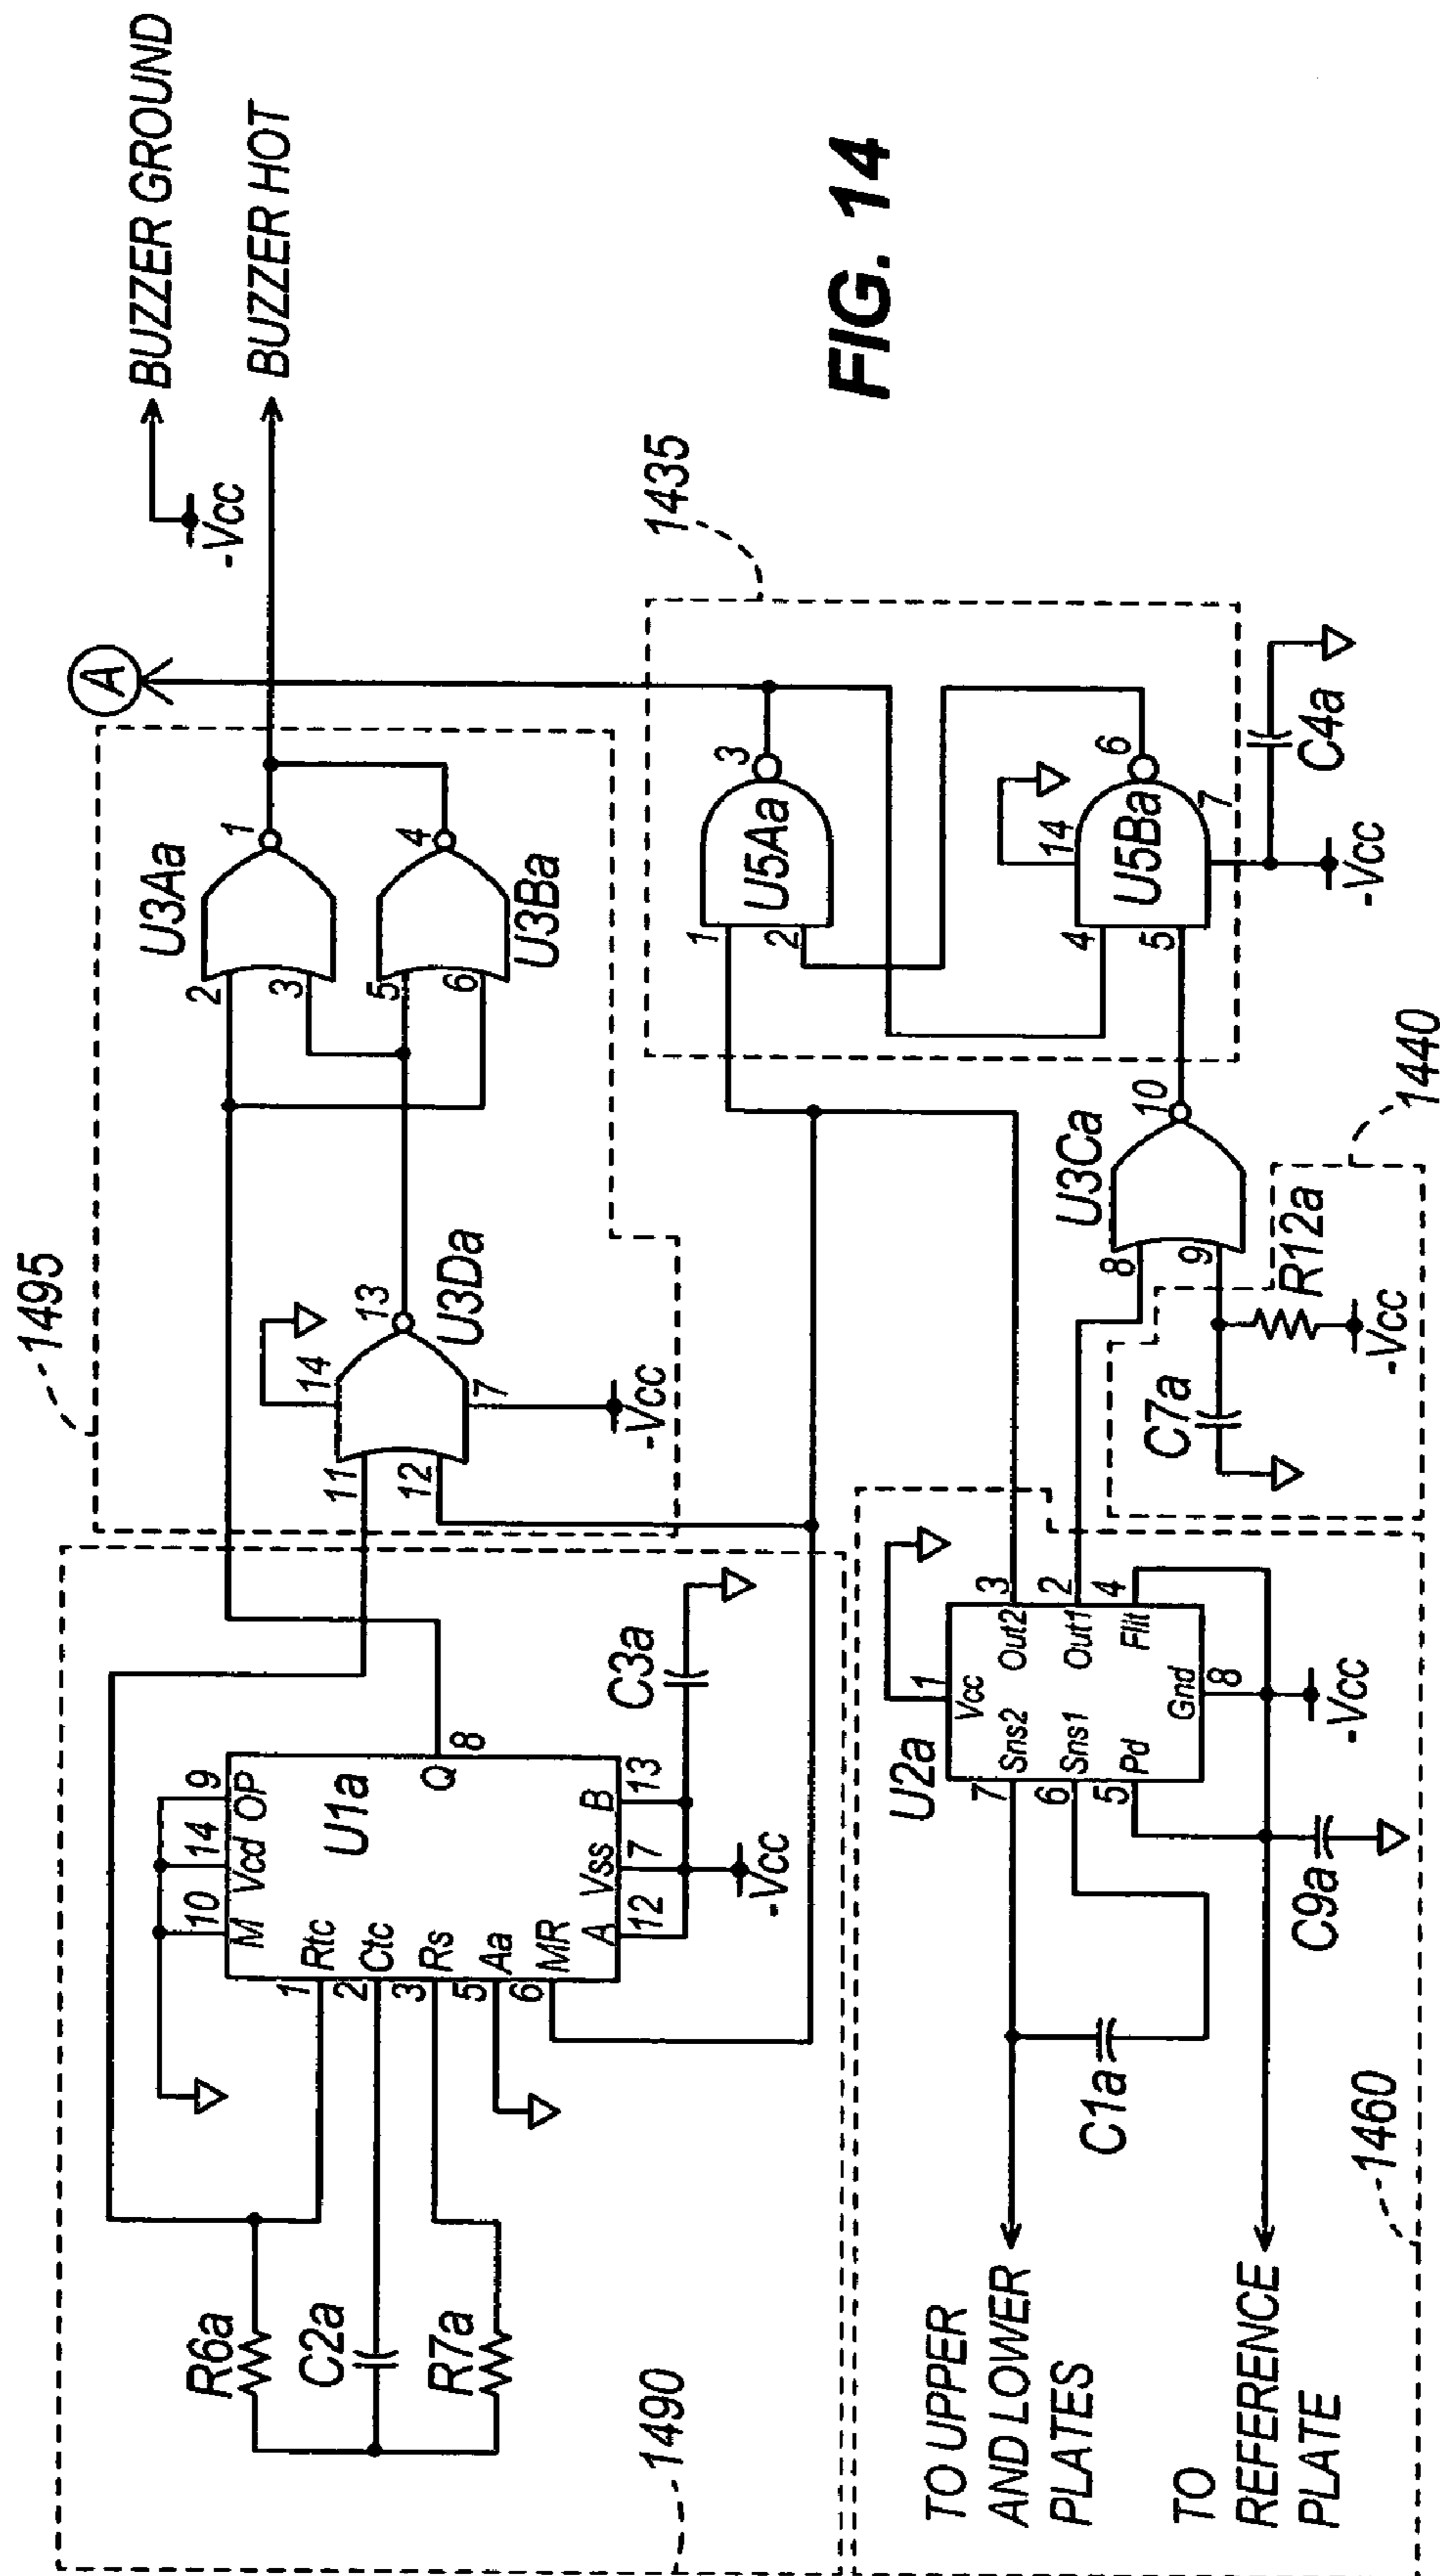 BUZZER GROUND
BUZZER HOT
-Vcc
A
FIG. 14
1495
U3Aa
2
3
1
U3Ba
5
6
4
U3Da
11
12
13
14
7
-Vcc
1435
U5Aa
1
2
3
U5Ba
4
5
6
14
7
C4a
-Vcc
1440
U3Ca
8
9
10
C7a
R12a
-Vcc
1490
R6a
C2a
R7a
U1a
10
14
9
M
Vcd
OP
1
Rtc
2
Ctc
3
Rs
5
Aa
6
MR
Q
8
A
Vss
B
12
7
13
C3a
-Vcc
1460
U2a
1
Vcc
7
Sns2
6
Sns1
5
Pd
Out2
3
Out1
2
Flit
4
Gnd
8
-Vcc
C1a
C9a
TO UPPER
AND LOWER
PLATES
TO
REFERENCE
PLATE